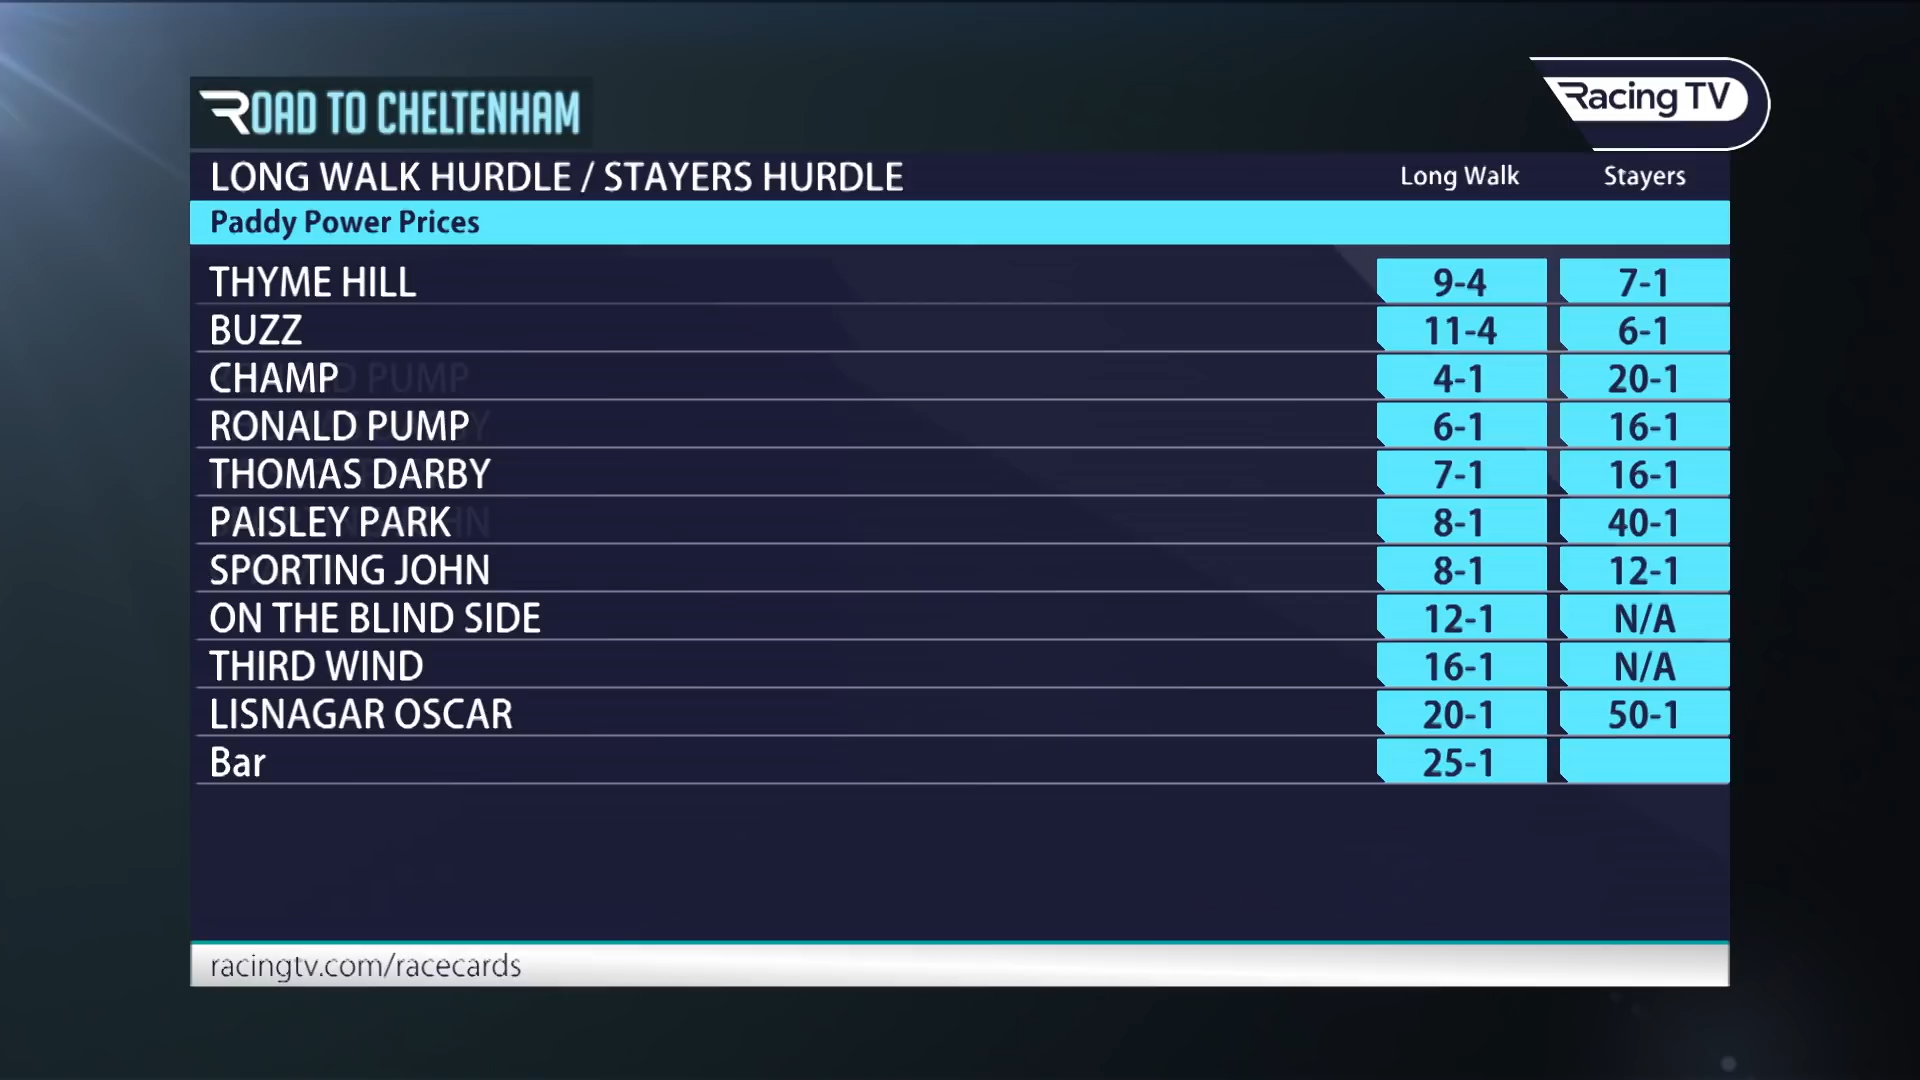 ROAD TO CHELTENHAM
Racing TV
LONG WALK HURDLE / STAYERS HURDLE Long Walk Stayers
Paddy Power Prices
THYME HILL 9-4 7-1
BUZZ 11-4 6-1
CHAMP 4-1 20-1
RONALD PUMP 6-1 16-1
THOMAS DARBY 7-1 16-1
PAISLEY PARK 8-1 40-1
SPORTING JOHN 8-1 12-1
ON THE BLIND SIDE 12-1 N/A
THIRD WIND 16-1 N/A
LISNAGAR OSCAR 20-1 50-1
Bar 25-1
racingtv.com/racecards